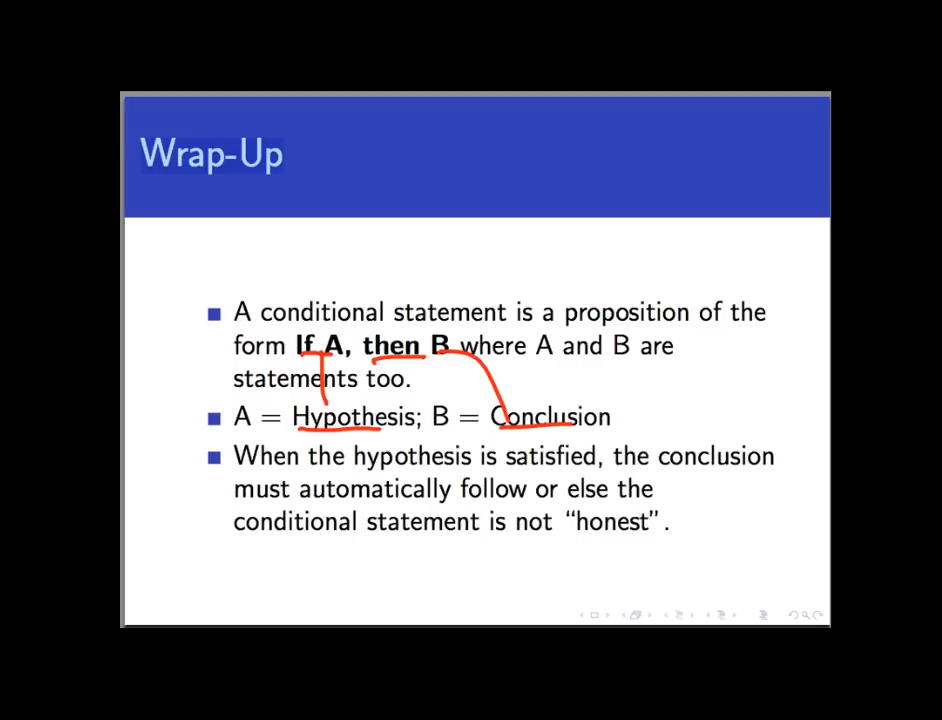 Wrap-Up
A conditional statement is a proposition of the
form If A, then B where A and B are
statements too.
A = Hypothesis; B = Conclusion
When the hypothesis is satisfied, the conclusion
must automatically follow or else the
conditional statement is not “honest”.